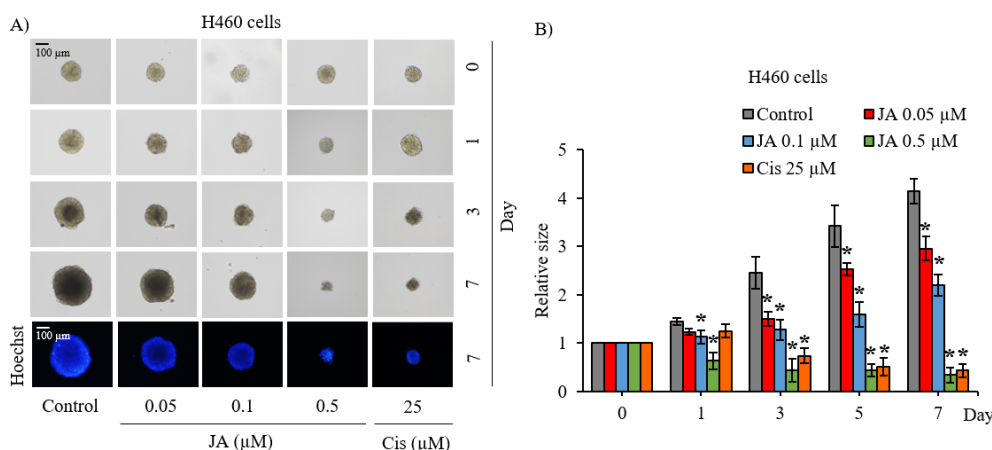 A)
H460 cells
100 µm
0
1
3
7
Day
100 µm
Hoechst
7
Control
0.05
0.1
0.5
25
JA (µM)
Cis (µM)
B)
H460 cells
Control
JA 0.05 µM
JA 0.1 µM
JA 0.5 µM
Cis 25 µM
Relative size
5
4
3
2
1
0
* * * * * * * * * * * * * *
0 1 3 5 7 Day